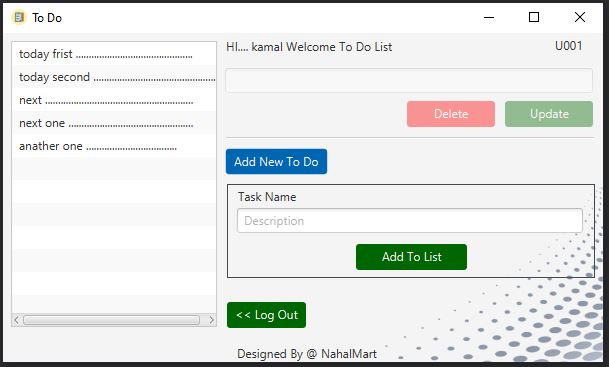 To Do
today frist ............................................
today second ...............................................
next ........................................................
next one ................................................
anather one ..................................
HI.... kamal Welcome To Do List
U001
Delete
Update
Add New To Do
Task Name
Description
Add To List
<< Log Out
Designed By @ NahalMart